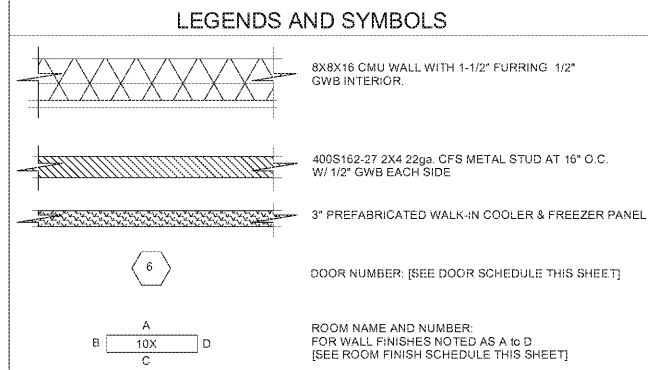 LEGENDS AND SYMBOLS
8X8X16 CMU WALL WITH 1-1/2" FURRING 1/2"
GWB INTERIOR.
400S162-27 2X4 22ga. CFS METAL STUD AT 16" O.C.
W/ 1/2" GWB EACH SIDE
3" PREFABRICATED WALK-IN COOLER & FREEZER PANEL
6
DOOR NUMBER: [SEE DOOR SCHEDULE THIS SHEET]
A
B 10X D
C
ROOM NAME AND NUMBER:
FOR WALL FINISHES NOTED AS A to D
[SEE ROOM FINISH SCHEDULE THIS SHEET]